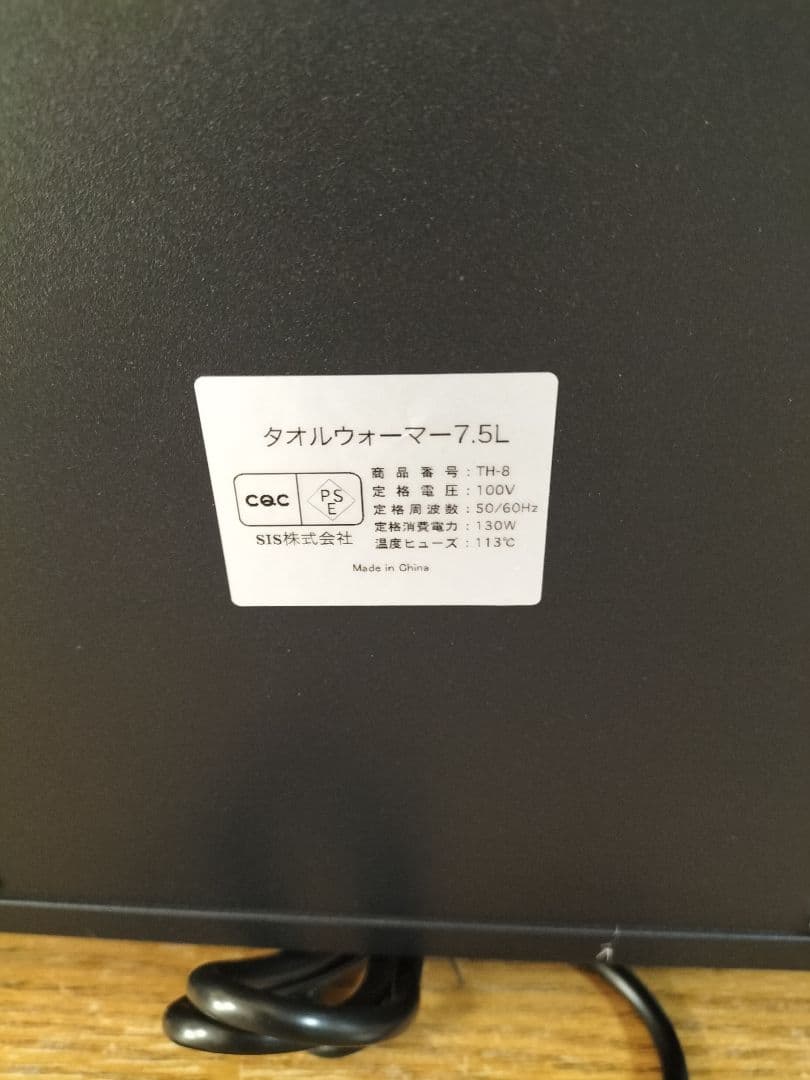 タオルウォーマー7.5L
CQC PSE
SIS株式会社
商品番号：TH-8
定格電圧：100V
定格周波数：50/60Hz
定格消費電力：130W
温度ヒューズ：113℃
Made in China